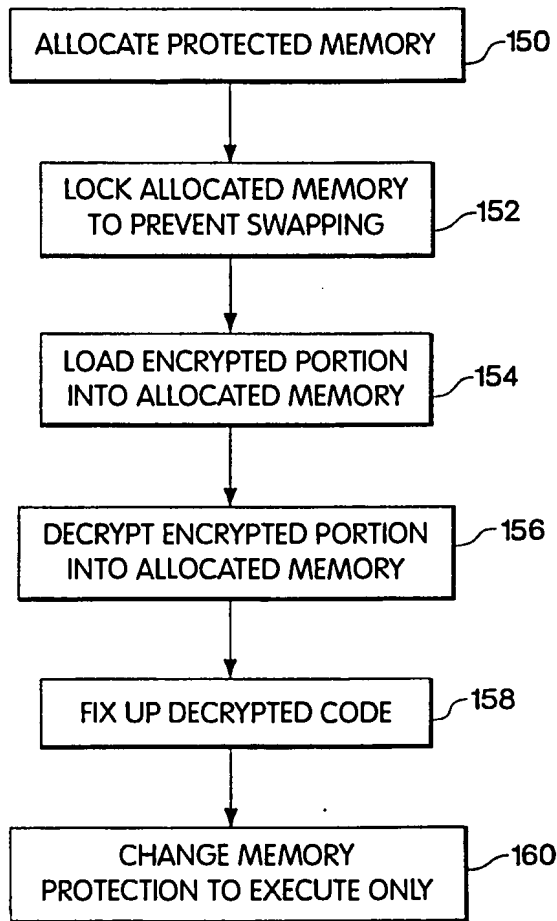 ALLOCATE PROTECTED MEMORY
150
LOCK ALLOCATED MEMORY
TO PREVENT SWAPPING
152
LOAD ENCRYPTED PORTION
INTO ALLOCATED MEMORY
154
DECRYPT ENCRYPTED PORTION
INTO ALLOCATED MEMORY
156
FIX UP DECRYPTED CODE
158
CHANGE MEMORY
PROTECTION TO EXECUTE ONLY
160